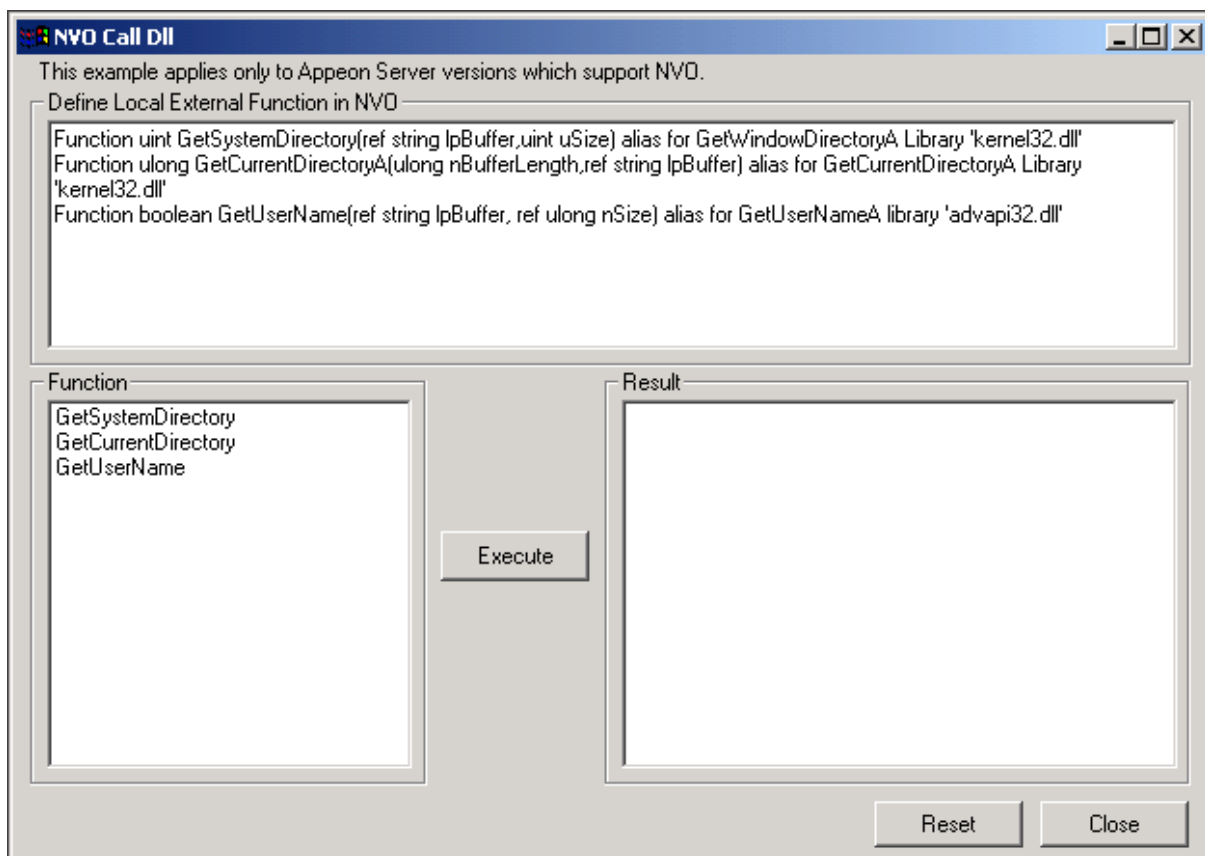 NVO Call Dll
This example applies only to Appeon Server versions which support NVO.
Define Local External Function in NVO
Function uint GetSystemDirectory(ref string lpBuffer,uint uSize) alias for GetWindowDirectoryA Library 'kernel32.dll'
Function ulong GetCurrentDirectoryA(ulong nBufferLength,ref string lpBuffer) alias for GetCurrentDirectoryA Library
'kernel32.dll'
Function boolean GetUserName(ref string lpBuffer, ref ulong nSize) alias for GetUserNameA library 'advapi32.dll'
Function
GetSystemDirectory
GetCurrentDirectory
GetUserName
Execute
Result
Reset
Close